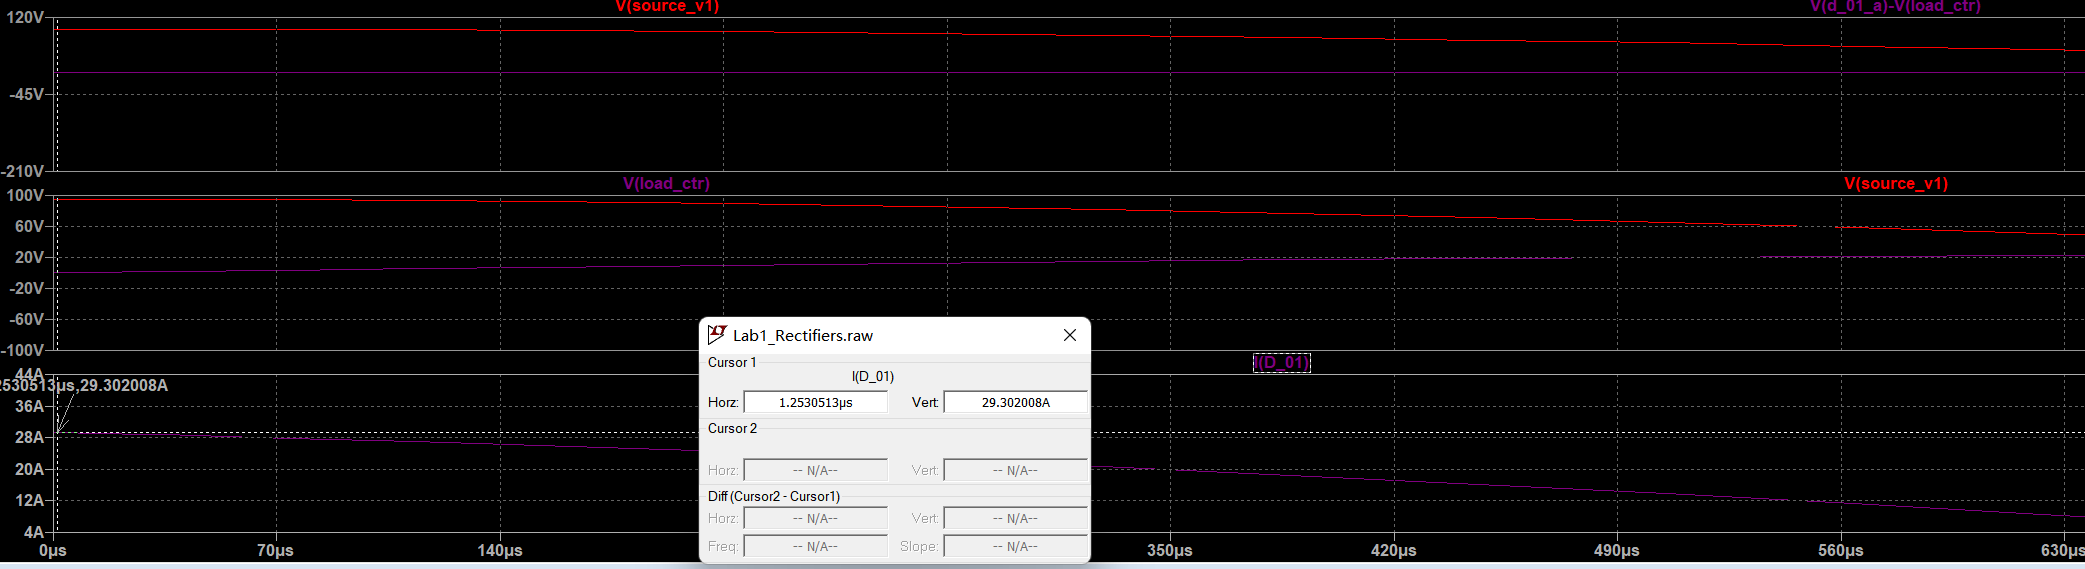 V(source_v1) V(d_01_a)-V(load_ctr)
120V
-45V
-210V
V(load_ctr) V(source_v1)
100V
60V
20V
-20V
-60V
-100V
I(D_01)
44A
2530513µs,29.302008A
36A
28A
20A
12A
4A
0µs 70µs 140µs 350µs 420µs 490µs 560µs 630µs
Lab1_Rectifiers.raw
Cursor 1
I(D_01)
Horz: 1.2530513µs Vert: 29.302008A
Cursor 2
Horz: -- N/A-- Vert: -- N/A--
Diff (Cursor2 - Cursor1)
Horz: -- N/A-- Vert: -- N/A--
Freq: -- N/A-- Slope: -- N/A--